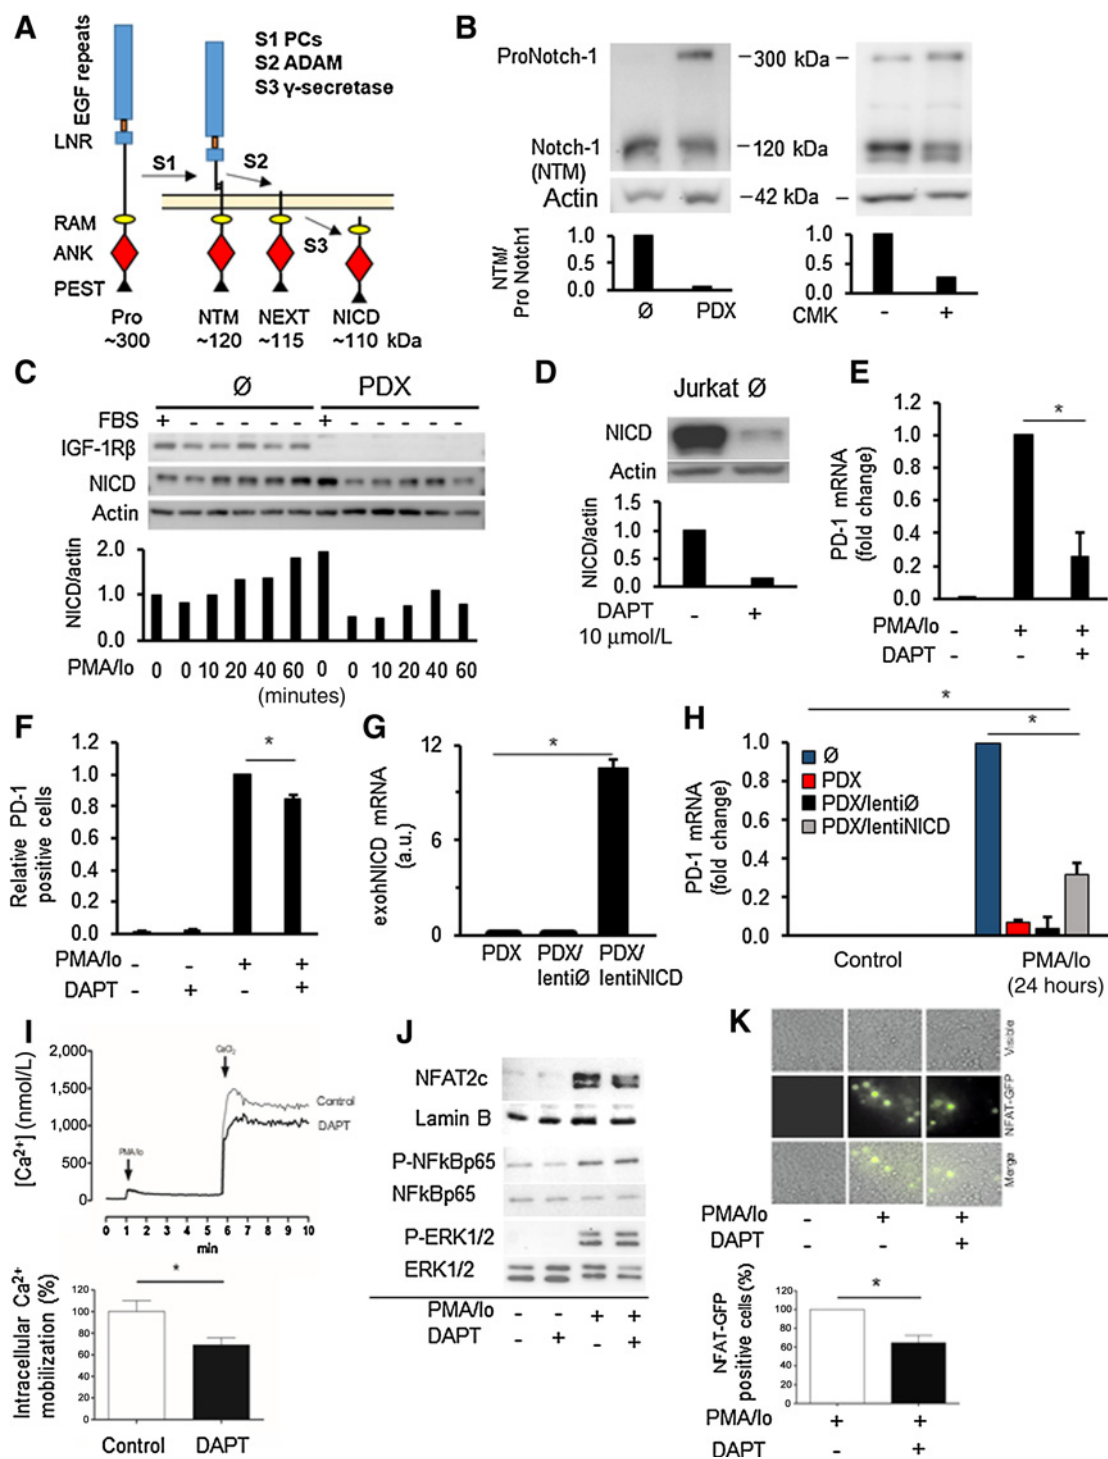 A
EGF repeats
LNR
S1 PCs
S2 ADAM
S3 γ-secretase
S1
S2
S3
RAM
ANK
PEST
Pro NTM NEXT NICD
~300 ~120 ~115 ~110 kDa
B
ProNotch-1
300 kDa
Notch-1
(NTM)
120 kDa
Actin
42 kDa
NTM/
Pro Notch1
1.0
0.5
0.0
Ø PDX
1.0
0.5
0.0
CMK - +
C
Ø PDX
FBS + - - - - - + - - - - -
IGF-1Rβ
NICD
Actin
NICD/actin
2.0
1.0
0.0
PMA/Io 0 0 10 20 40 60 0 0 10 20 40 60
(minutes)
D
Jurkat Ø
NICD
Actin
NICD/actin
1.5
1.0
0.5
0.0
DAPT - +
10 μmol/L
E
PD-1 mRNA
(fold change)
1.2
1.0
0.8
0.6
0.4
0.2
0.0
*
PMA/Io - + +
DAPT - - +
F
Relative PD-1
positive cells
1.2
1.0
0.8
0.6
0.4
0.2
0.0
*
PMA/Io - - + +
DAPT - + - +
G
exohNICD mRNA
(a.u.)
12
9
6
3
0
*
PDX PDX/ PDX/
lentiØ lentiNICD
H
PD-1 mRNA
(fold change)
1.0
0.8
0.6
0.4
0.2
0.0
*
*
Ø
PDX
PDX/lentiØ
PDX/lentiNICD
Control PMA/Io
(24 hours)
I
[Ca2+] (nmol/L)
2,000
1,500
1,000
500
0
PMA/Io
CaCl2
Control
DAPT
0 1 2 3 4 5 6 7 8 9 10
min
Intracellular Ca2+
mobilization (%)
120
100
80
60
40
20
0
*
Control DAPT
J
NFAT2c
Lamin B
P-NFkBp65
NFkBp65
P-ERK1/2
ERK1/2
PMA/Io - - + +
DAPT - + - +
K
Visible
NFAT-GFP
Merge
PMA/Io - + +
DAPT - - +
NFAT-GFP
positive cells (%)
120
100
80
60
40
20
0
*
PMA/Io + +
DAPT - +